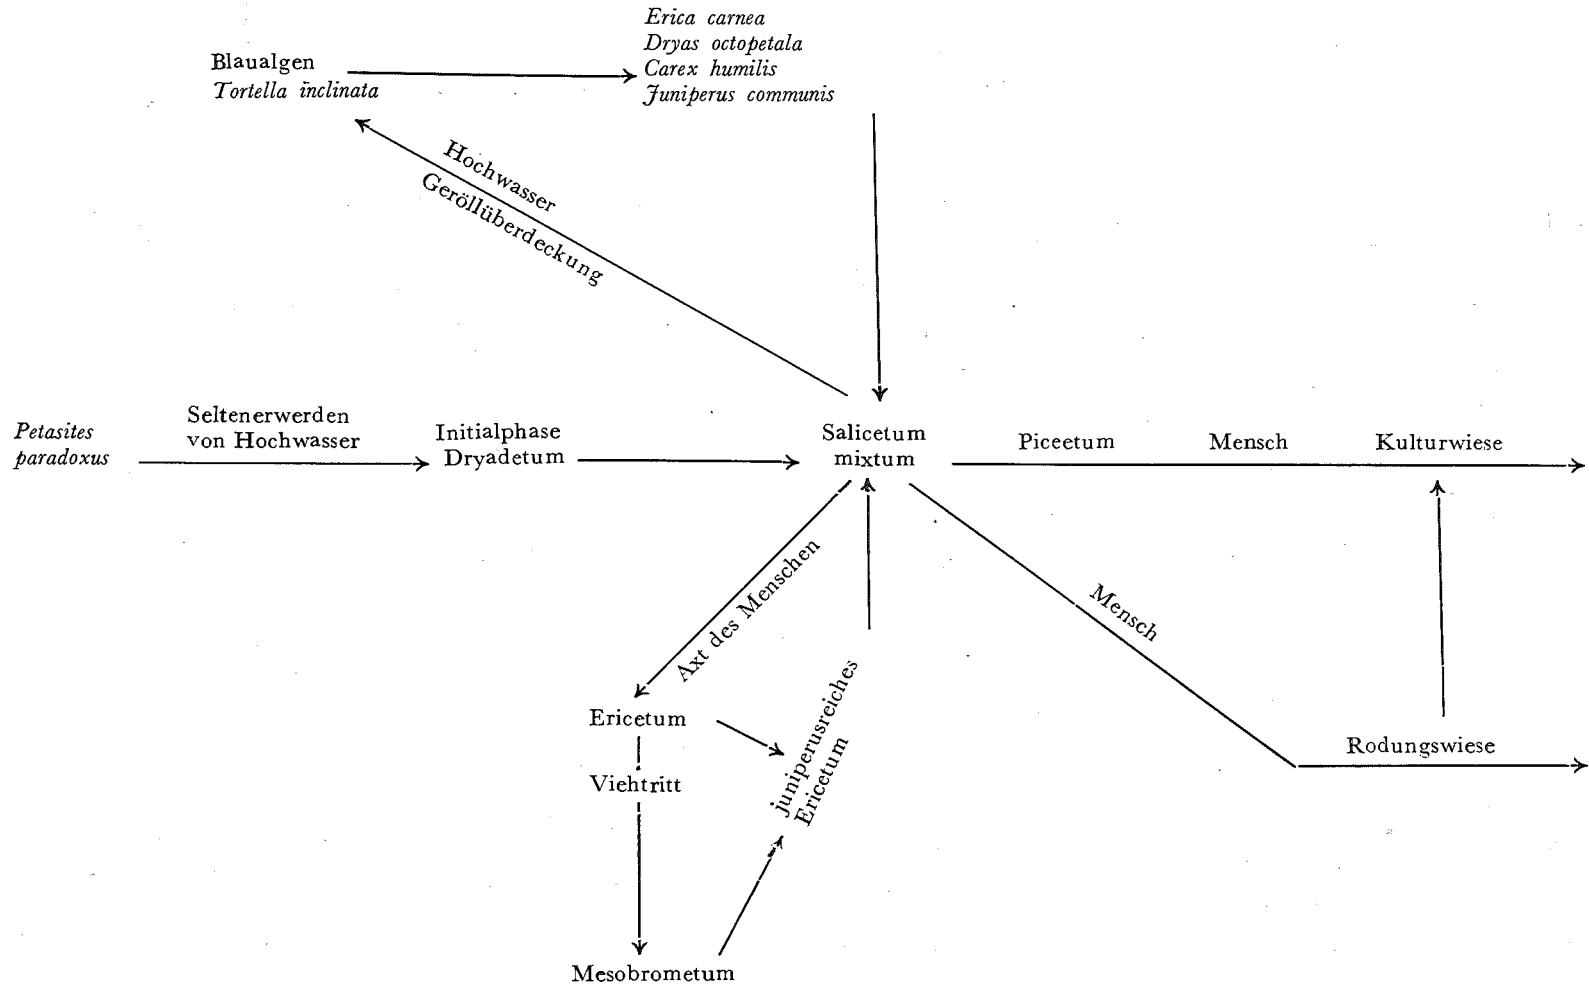 Erica carnea
Dryas octopetala
Carex humilis
Juniperus communis
Blaualgen
Tortella inclinata
Hochwasser
Geröllüberdeckung
Petasites
paradoxus
Seltenerwerden
von Hochwasser
Initialphase
Dryadetum
Salicetum
mixtum
Piceetum
Mensch
Kulturwiese
Axt des Menschen
Mensch
juniperusreiches
Ericetum
Ericetum
Viehtritt
Rodungswiese
Mesobrometum